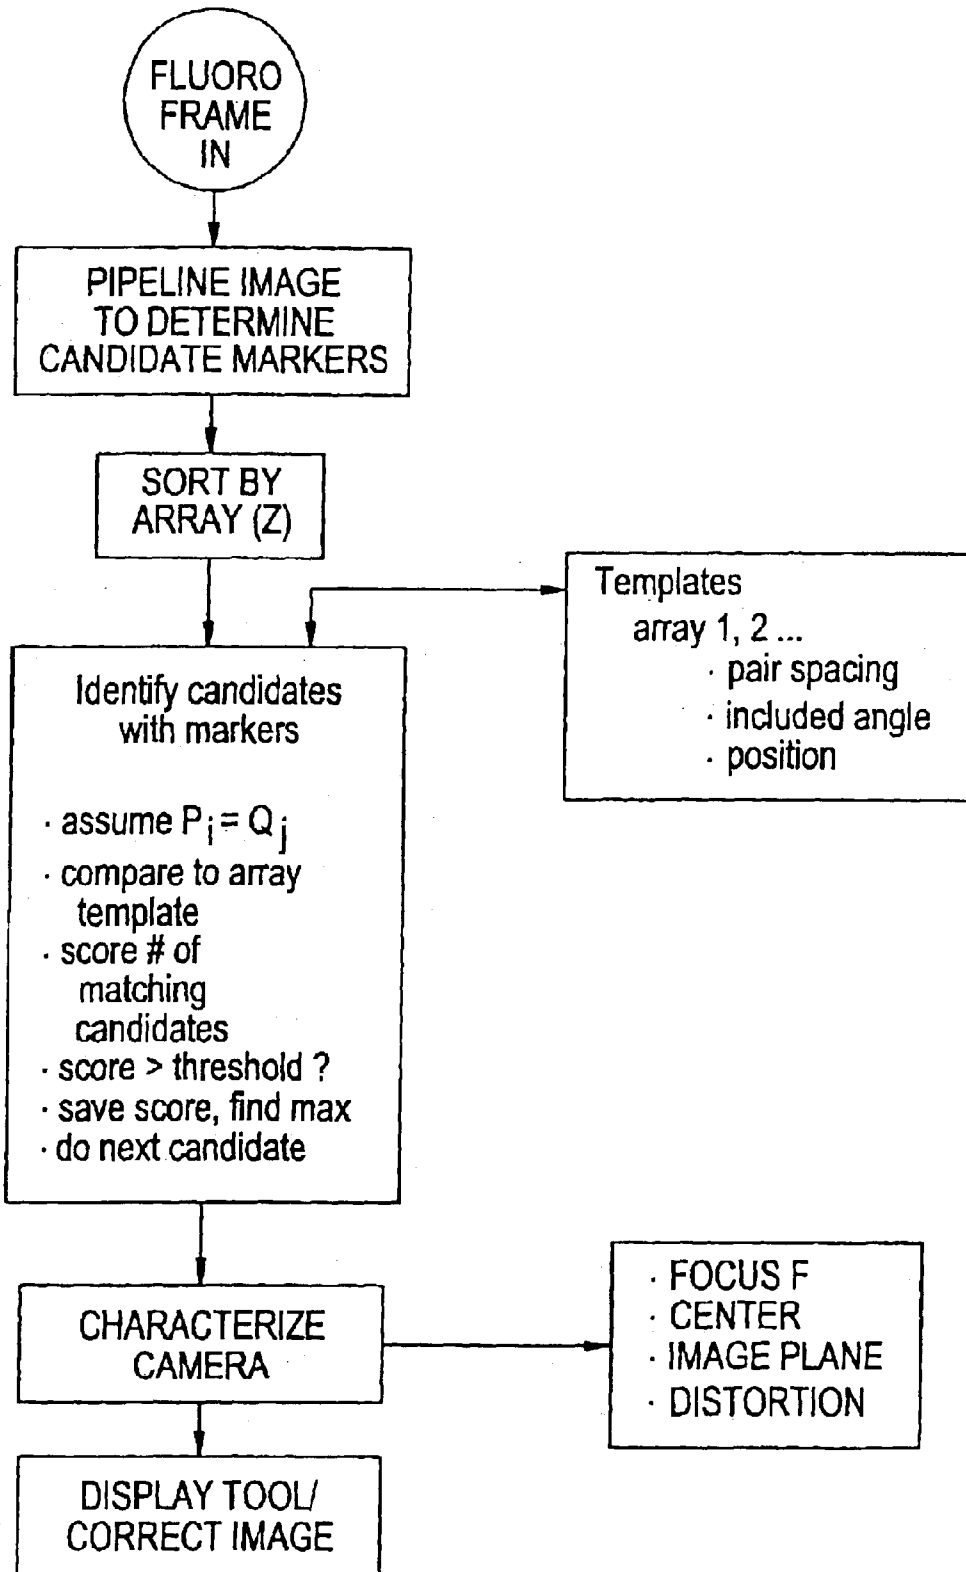 FLUORO
FRAME
IN
PIPELINE IMAGE
TO DETERMINE
CANDIDATE MARKERS
SORT BY
ARRAY (Z)
Templates
array 1, 2 ...
· pair spacing
· included angle
· position
Identify candidates
with markers
· assume Pi = Qj
· compare to array
template
· score # of
matching
candidates
· score > threshold ?
· save score, find max
· do next candidate
CHARACTERIZE
CAMERA
· FOCUS F
· CENTER
· IMAGE PLANE
· DISTORTION
DISPLAY TOOL/
CORRECT IMAGE